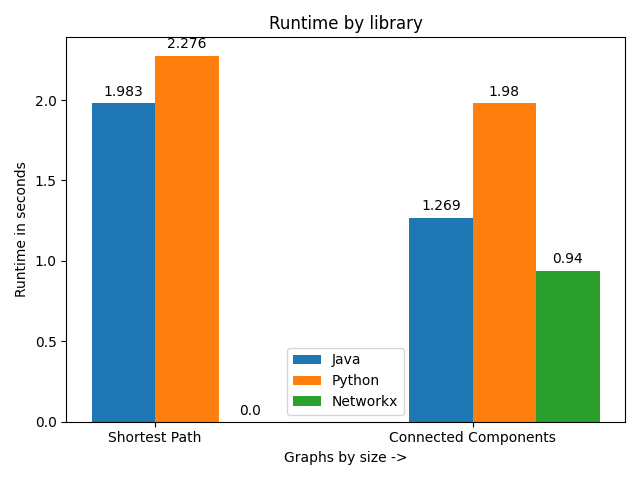 Runtime by library
2.276
1.983
1.98
1.269
0.94
0.0
Runtime in seconds
2.0
1.5
1.0
0.5
0.0
Java
Python
Networkx
Shortest Path
Connected Components
Graphs by size ->